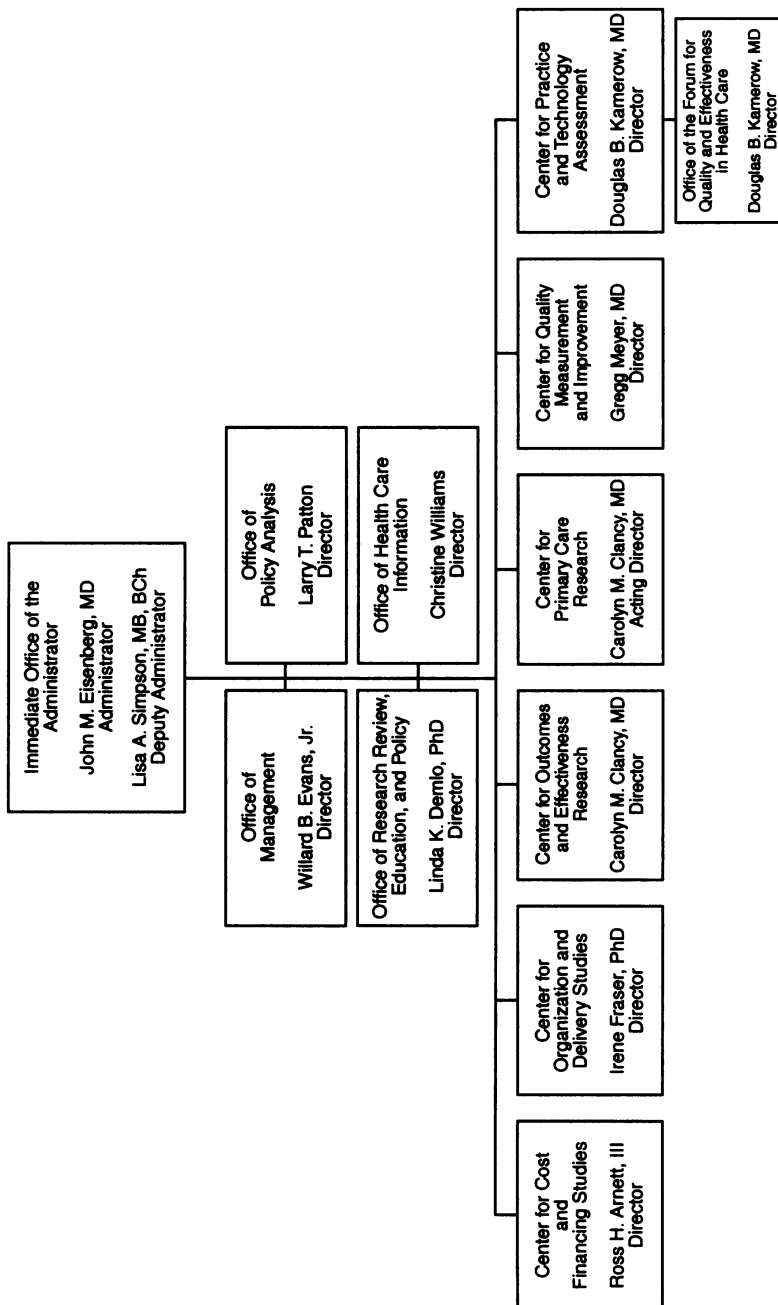 Immediate Office of the
Administrator
John M. Eisenberg, MD
Administrator
Lisa A. Simpson, MB, BCh
Deputy Administrator
Office of
Management
Willard B. Evans, Jr.
Director
Office of
Policy Analysis
Larry T. Patton
Director
Office of Research Review,
Education, and Policy
Linda K. Demlo, PhD
Director
Office of Health Care
Information
Christine Williams
Director
Center for Cost
and
Financing Studies
Ross H. Arnett, III
Director
Center for
Organization and
Delivery Studies
Irene Fraser, PhD
Director
Center for Outcomes
and Effectiveness
Research
Carolyn M. Clancy, MD
Director
Center for
Primary Care
Research
Carolyn M. Clancy, MD
Acting Director
Center for Quality
Measurement
and Improvement
Gregg Meyer, MD
Director
Center for Practice
and Technology
Assessment
Douglas B. Kamerow, MD
Director
Office of the Forum for
Quality and Effectiveness
in Health Care
Douglas B. Kamerow, MD
Director